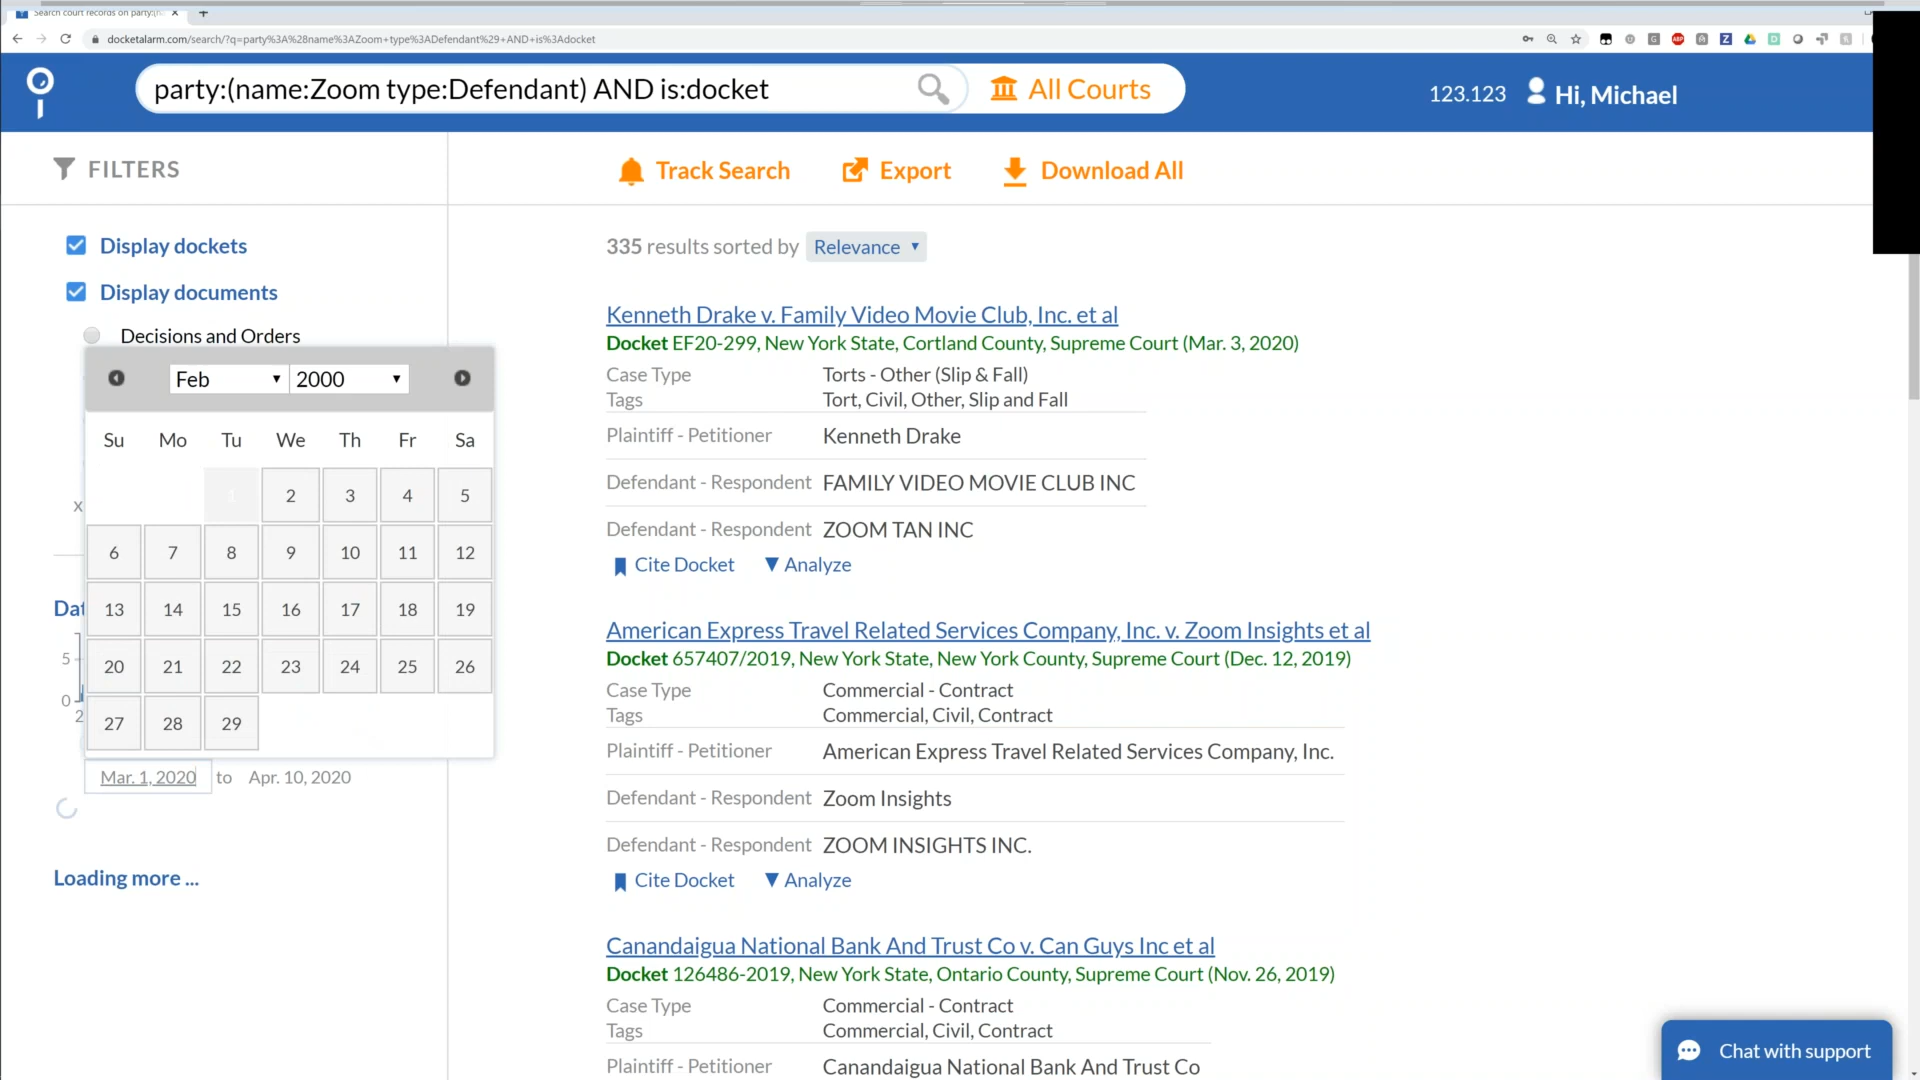 Search court records on party:(n
docketalarm.com/search/?q=party%3A%28name%3AZoom+type%3ADefendant%29+AND+is%3Adocket
party:(name:Zoom type:Defendant) AND is:docket
All Courts
123.123
Hi, Michael
FILTERS
Track Search
Export
Download All
Display dockets
Display documents
Decisions and Orders
Feb 2000
Su Mo Tu We Th Fr Sa
1 2 3 4 5
6 7 8 9 10 11 12
13 14 15 16 17 18 19
20 21 22 23 24 25 26
27 28 29
x
Dat
5
0
2
Mar. 1, 2020 to Apr. 10, 2020
Loading more ...
335 results sorted by Relevance
Kenneth Drake v. Family Video Movie Club, Inc. et al
Docket EF20-299, New York State, Cortland County, Supreme Court (Mar. 3, 2020)
Case Type Torts - Other (Slip & Fall)
Tags Tort, Civil, Other, Slip and Fall
Plaintiff - Petitioner Kenneth Drake
Defendant - Respondent FAMILY VIDEO MOVIE CLUB INC
Defendant - Respondent ZOOM TAN INC
Cite Docket Analyze
American Express Travel Related Services Company, Inc. v. Zoom Insights et al
Docket 657407/2019, New York State, New York County, Supreme Court (Dec. 12, 2019)
Case Type Commercial - Contract
Tags Commercial, Civil, Contract
Plaintiff - Petitioner American Express Travel Related Services Company, Inc.
Defendant - Respondent Zoom Insights
Defendant - Respondent ZOOM INSIGHTS INC.
Cite Docket Analyze
Canandaigua National Bank And Trust Co v. Can Guys Inc et al
Docket 126486-2019, New York State, Ontario County, Supreme Court (Nov. 26, 2019)
Case Type Commercial - Contract
Tags Commercial, Civil, Contract
Plaintiff - Petitioner Canandaigua National Bank And Trust Co
Chat with support